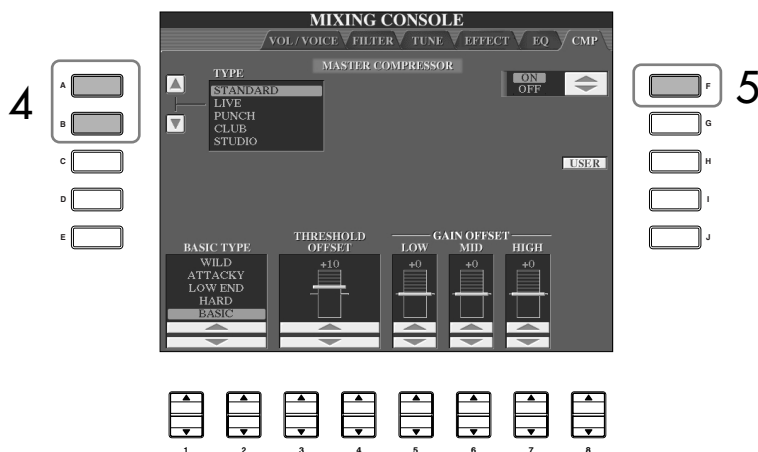 MIXING CONSOLE
VOL / VOICE FILTER TUNE EFFECT EQ CMP
MASTER COMPRESSOR
TYPE
STANDARD
LIVE
PUNCH
CLUB
STUDIO
ON
OFF
USER
4
A
B
C
D
E
5
F
G
H
I
J
BASIC TYPE
WILD
ATTACKY
LOW END
HARD
BASIC
THRESHOLD
OFFSET
+10
GAIN OFFSET
LOW MID HIGH
+0 +0 +0
1 2 3 4 5 6 7 8